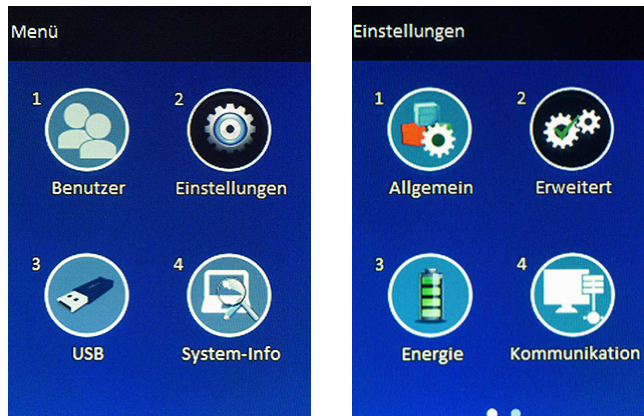 Menü
1
2
Benutzer
Einstellungen
3
4
USB
System-Info
Einstellungen
1
2
Allgemein
Erweitert
3
4
Energie
Kommunikation